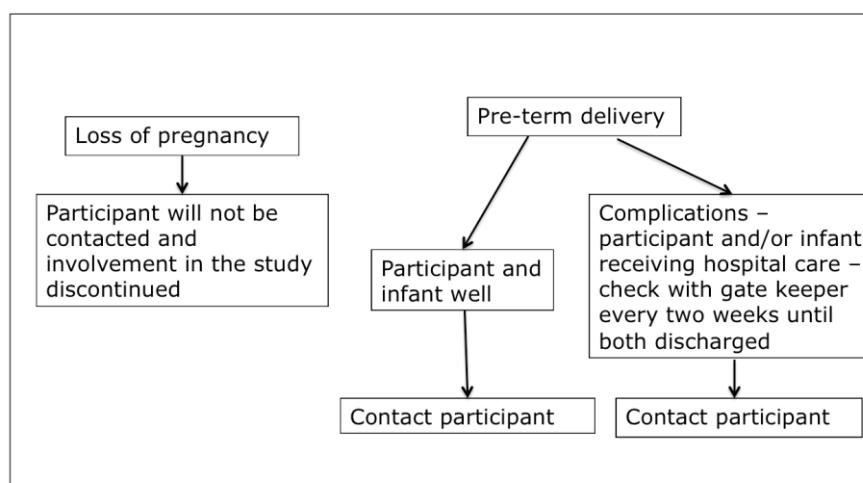 Loss of pregnancy
Participant will not be
contacted and
involvement in the study
discontinued
Pre-term delivery
Participant and
infant well
Contact participant
Complications –
participant and/or infant
receiving hospital care –
check with gate keeper
every two weeks until
both discharged
Contact participant